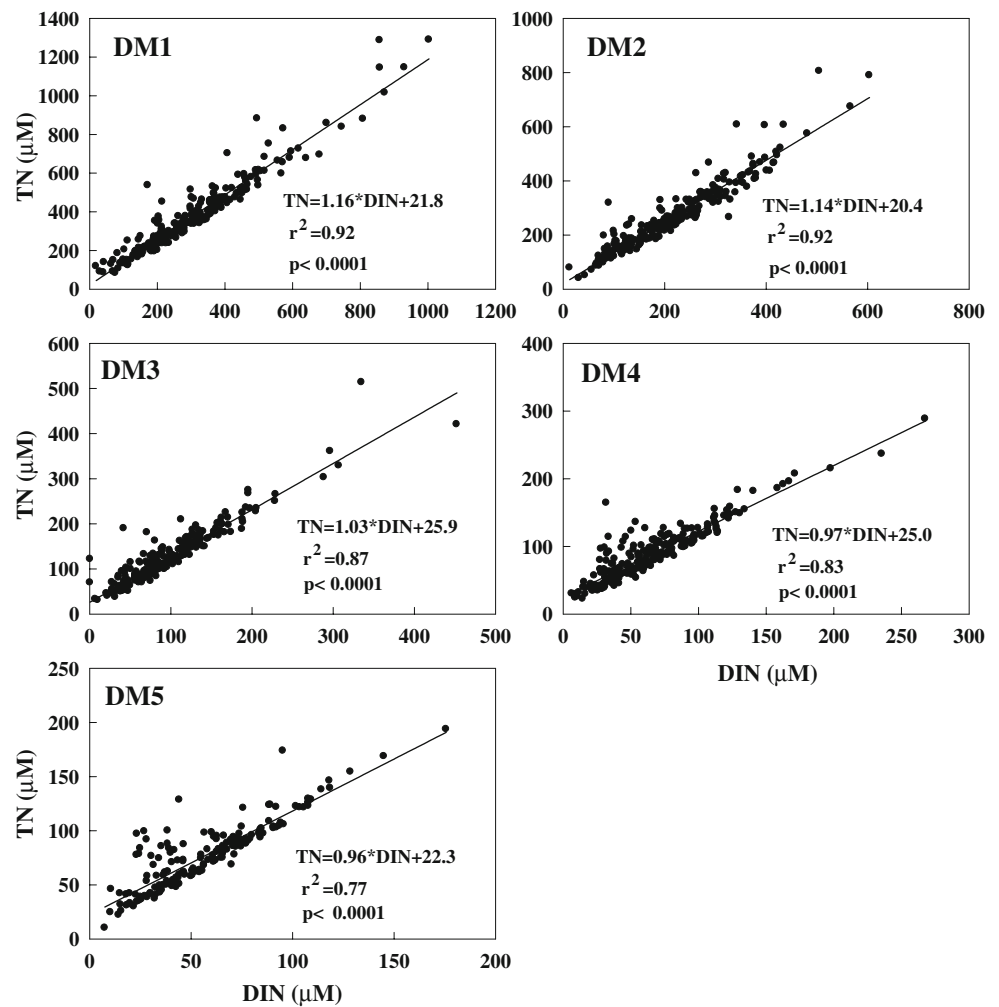 DM1
TN (μM)
1400
1200
1000
800
600
400
200
0
0 200 400 600 800 1000 1200
TN=1.16*DIN+21.8
r²=0.92
p< 0.0001
DM2
1000
800
600
400
200
0
0 200 400 600 800
TN=1.14*DIN+20.4
r²=0.92
p< 0.0001
DM3
TN (μM)
600
500
400
300
200
100
0
0 100 200 300 400 500
TN=1.03*DIN+25.9
r²=0.87
p< 0.0001
DM4
400
300
200
100
0
0 50 100 150 200 250 300
DIN (μM)
TN=0.97*DIN+25.0
r²=0.83
p< 0.0001
DM5
TN (μM)
250
200
150
100
50
0
0 50 100 150 200
DIN (μM)
TN=0.96*DIN+22.3
r²=0.77
p< 0.0001